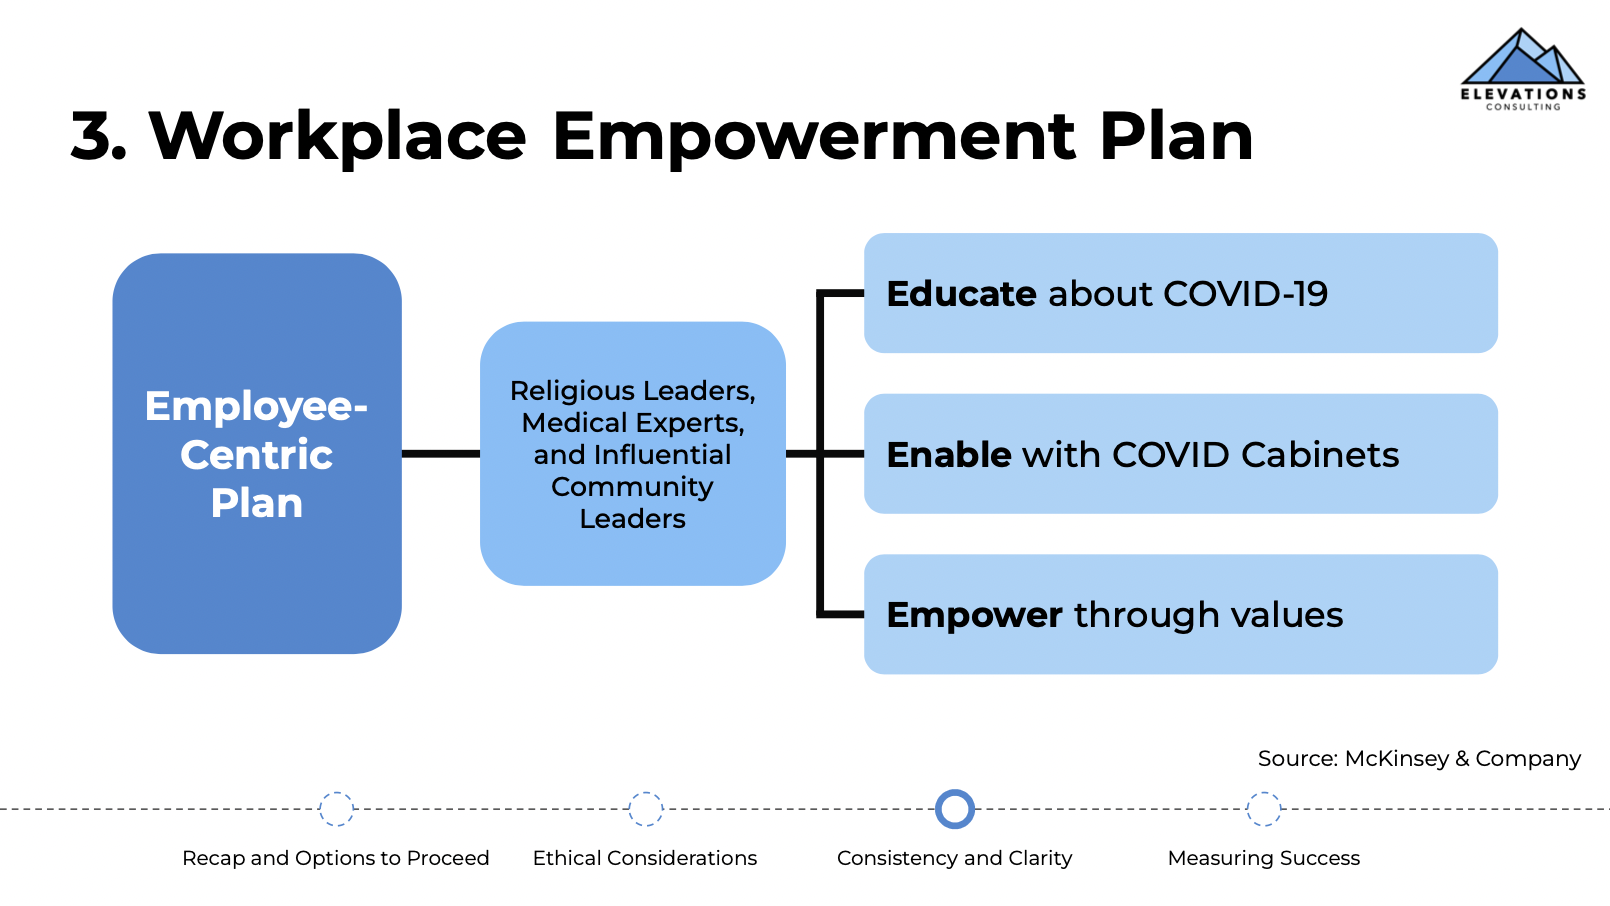 ELEVATIONS
CONSULTING
3. Workplace Empowerment Plan
Employee-
Centric
Plan
Religious Leaders,
Medical Experts,
and Influential
Community
Leaders
Educate about COVID-19
Enable with COVID Cabinets
Empower through values
Source: McKinsey & Company
Recap and Options to Proceed
Ethical Considerations
Consistency and Clarity
Measuring Success